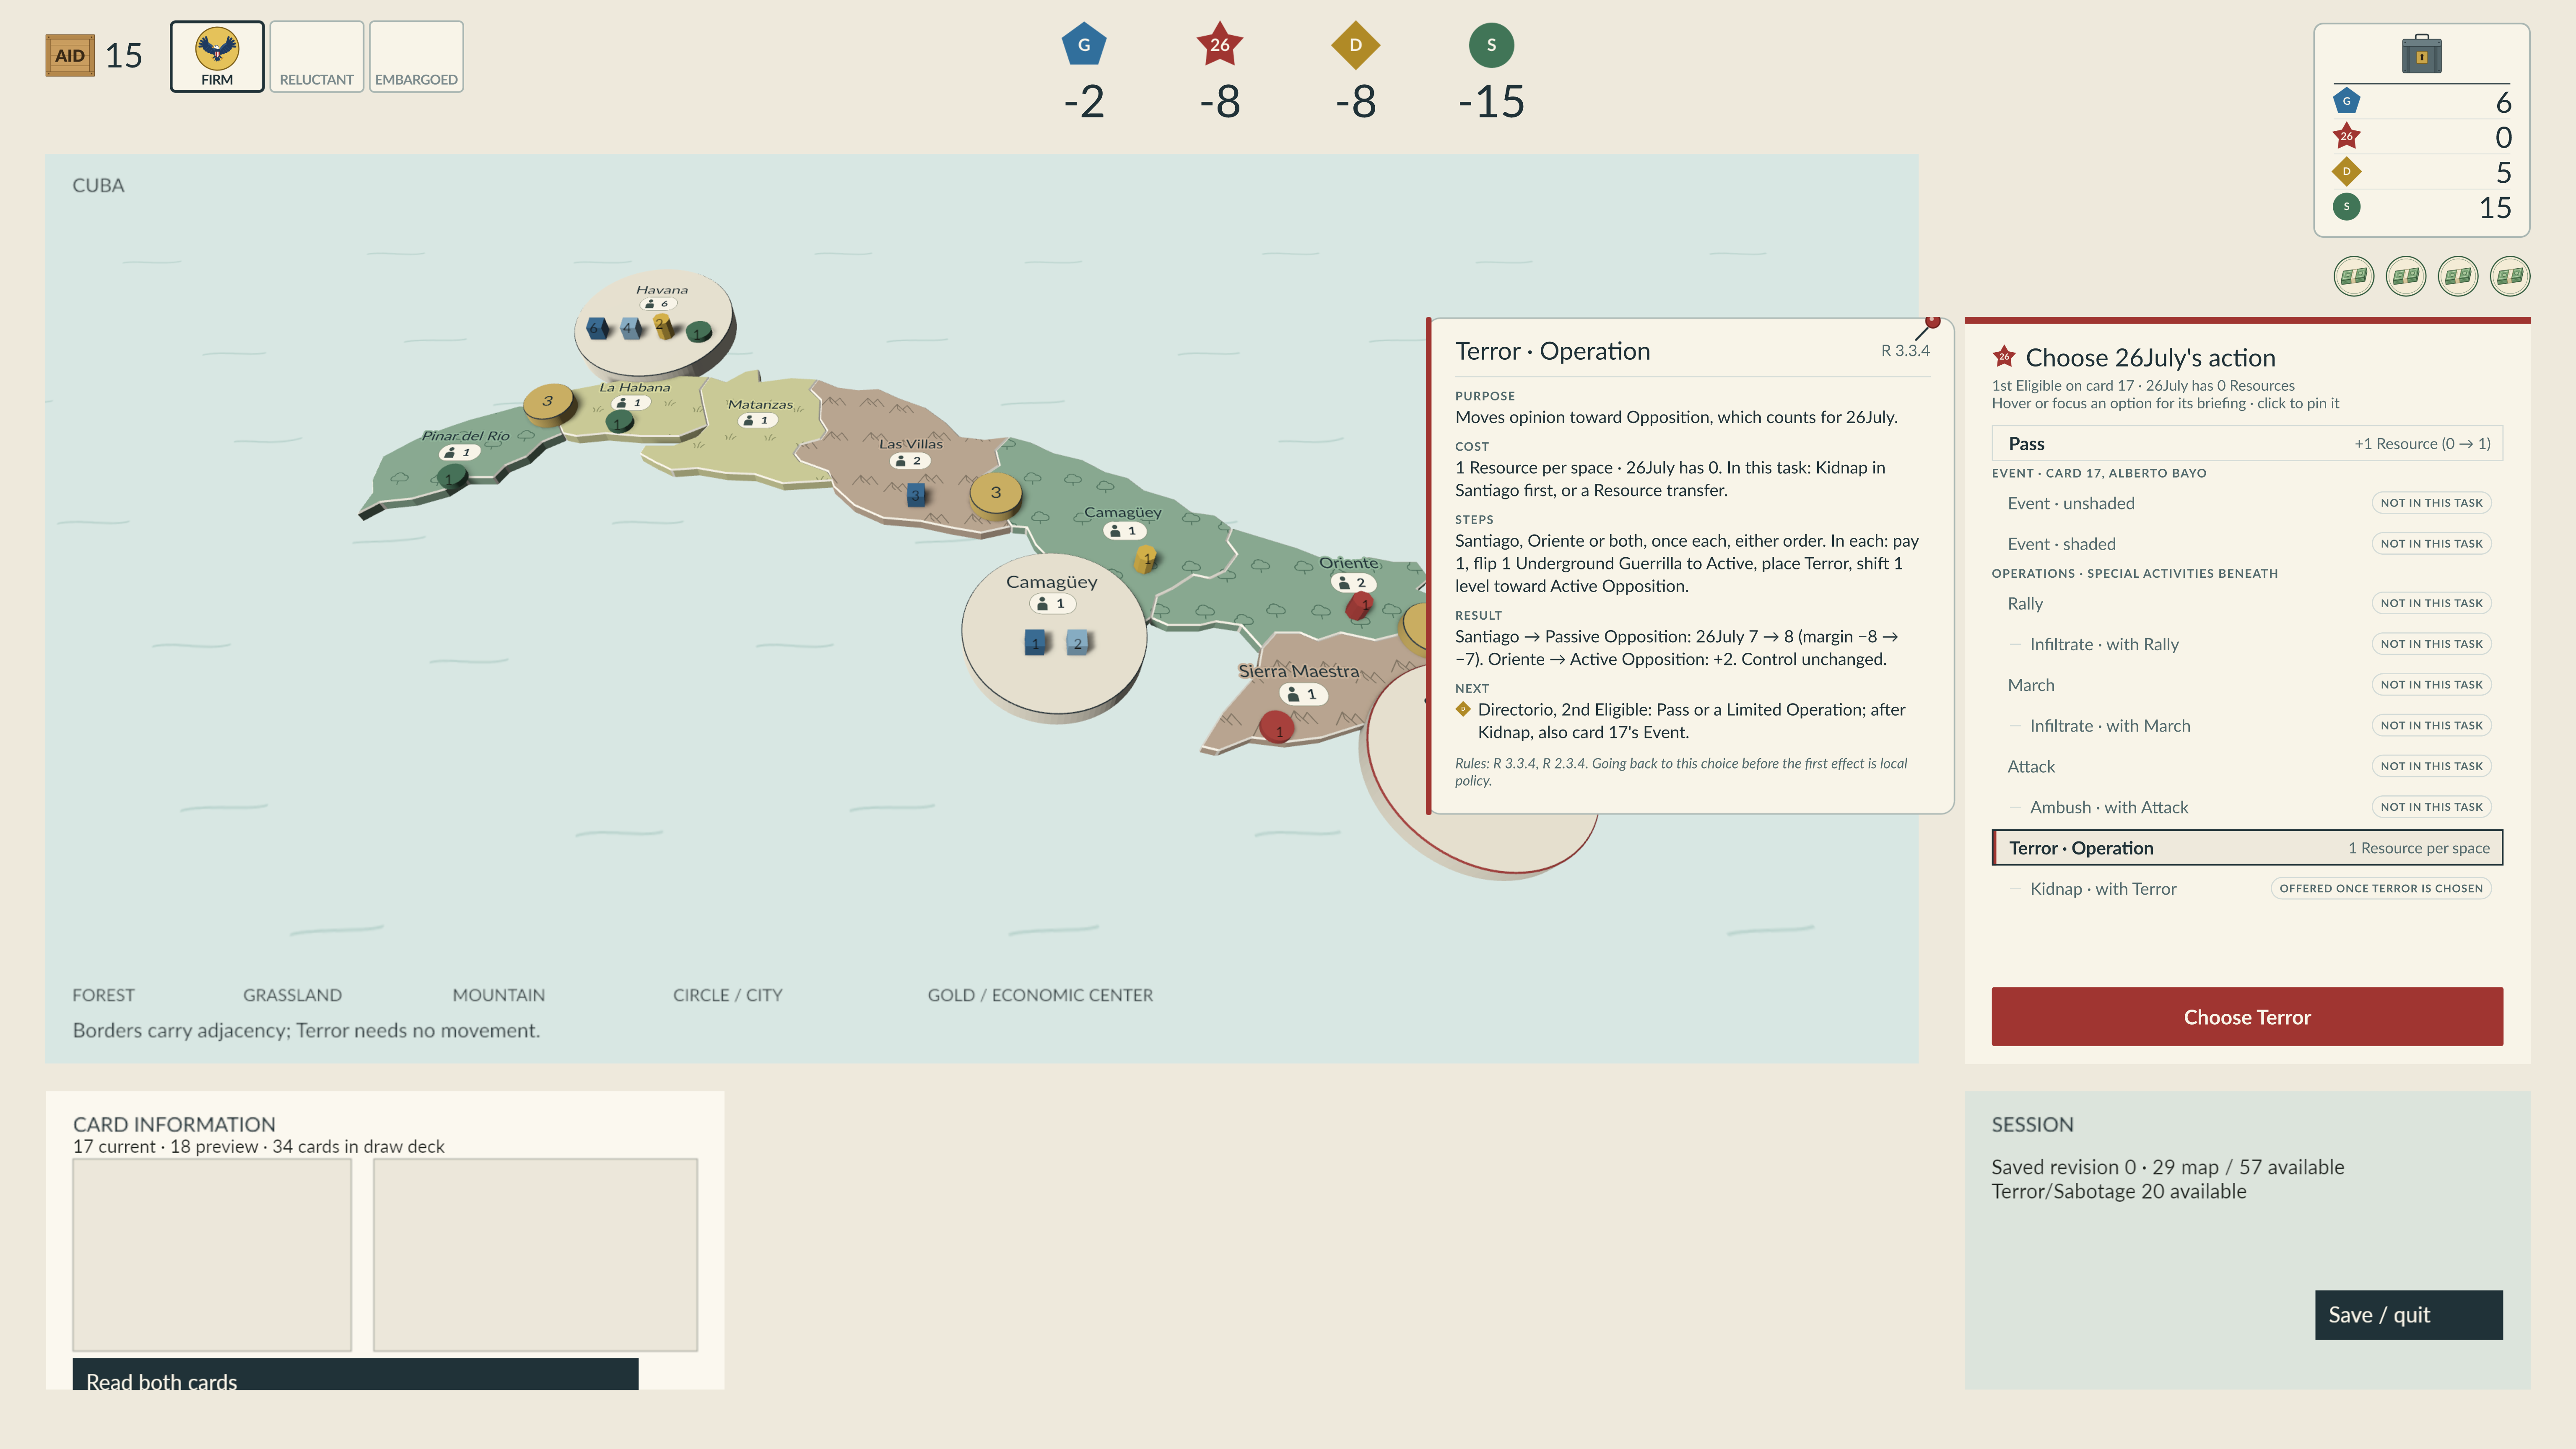 AID 15
FIRM
RELUCTANT
EMBARGOED
G 26 D S
-2 -8 -8 -15
G 6
26 0
D 5
S 15
CUBA
Havana
6
6 4 2 1
La Habana
1
1
3
Pinar del Rio
1
1
Matanzas
1
Las Villas
2
3
3
Camagüey
1
1
Camagüey
1
1 2
Oriente
2
1
Sierra Maestra
1
1
FOREST GRASSLAND MOUNTAIN CIRCLE / CITY GOLD / ECONOMIC CENTER
Borders carry adjacency; Terror needs no movement.
Terror · Operation R 3.3.4
PURPOSE
Moves opinion toward Opposition, which counts for 26July.
COST
1 Resource per space · 26July has 0. In this task: Kidnap in
Santiago first, or a Resource transfer.
STEPS
Santiago, Oriente or both, once each, either order. In each: pay
1, flip 1 Underground Guerrilla to Active, place Terror, shift 1
level toward Active Opposition.
RESULT
Santiago → Passive Opposition: 26July 7 → 8 (margin −8 →
−7). Oriente → Active Opposition: +2. Control unchanged.
NEXT
D Directorio, 2nd Eligible: Pass or a Limited Operation; after
Kidnap, also card 17's Event.
Rules: R 3.3.4, R 2.3.4. Going back to this choice before the first effect is local
policy.
26 Choose 26July's action
1st Eligible on card 17 · 26July has 0 Resources
Hover or focus an option for its briefing · click to pin it
Pass +1 Resource (0 → 1)
EVENT · CARD 17, ALBERTO BAYO
Event · unshaded NOT IN THIS TASK
Event · shaded NOT IN THIS TASK
OPERATIONS · SPECIAL ACTIVITIES BENEATH
Rally NOT IN THIS TASK
— Infiltrate · with Rally NOT IN THIS TASK
March NOT IN THIS TASK
— Infiltrate · with March NOT IN THIS TASK
Attack NOT IN THIS TASK
— Ambush · with Attack NOT IN THIS TASK
Terror · Operation 1 Resource per space
— Kidnap · with Terror OFFERED ONCE TERROR IS CHOSEN
Choose Terror
CARD INFORMATION
17 current · 18 preview · 34 cards in draw deck
Read both cards
SESSION
Saved revision 0 · 29 map / 57 available
Terror/Sabotage 20 available
Save / quit